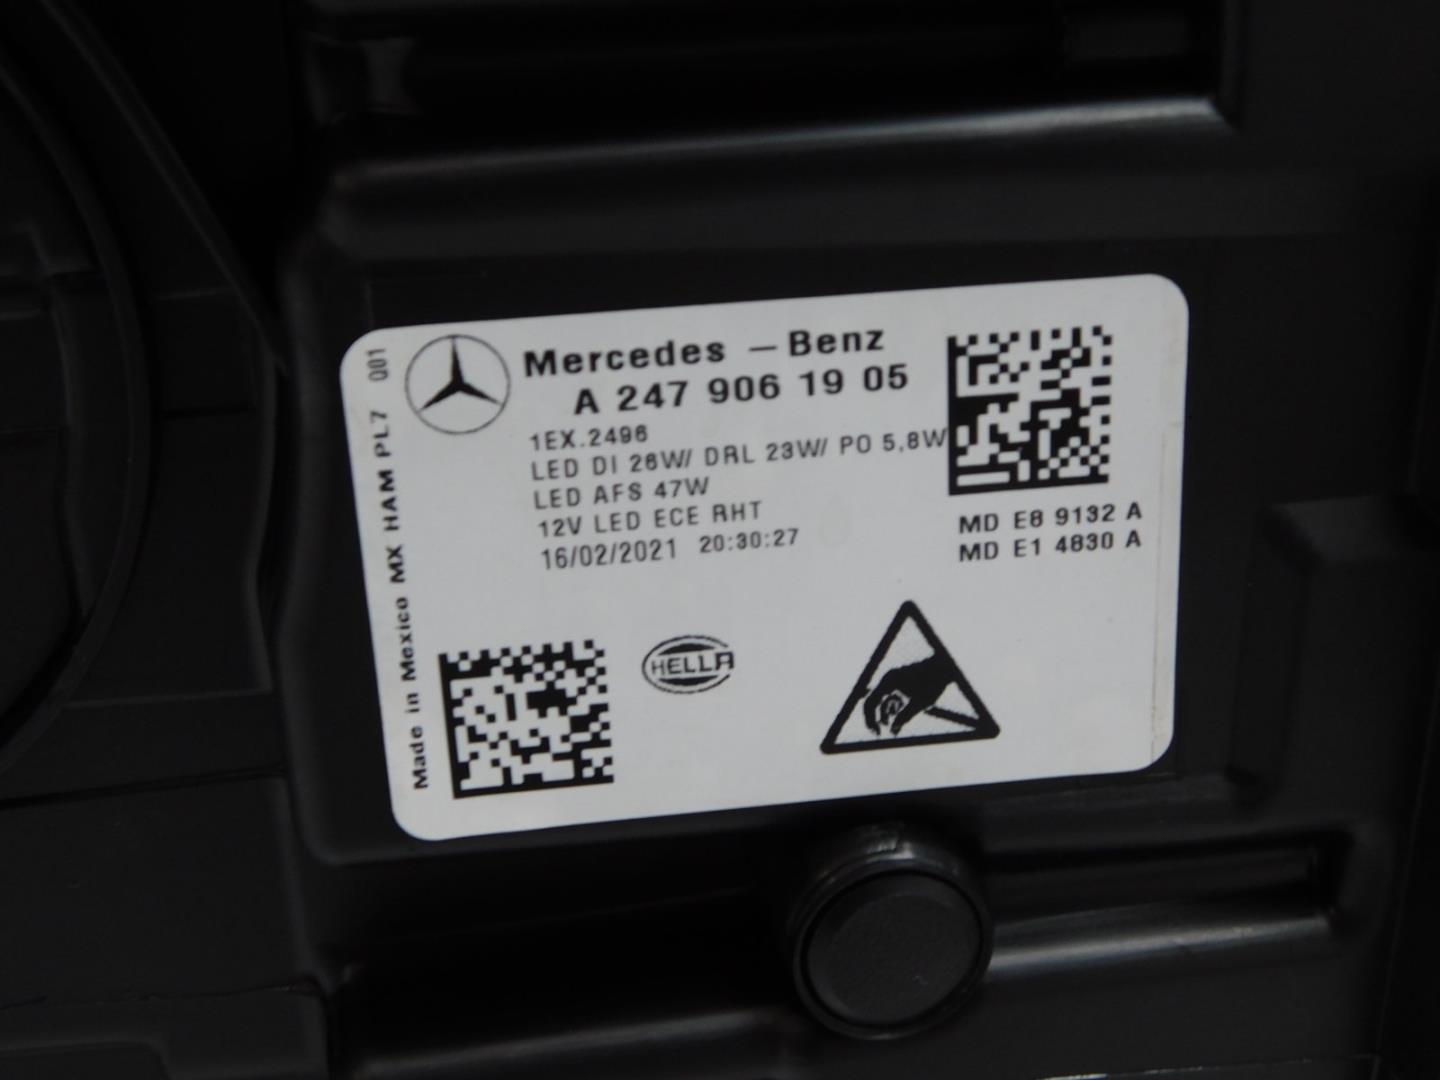 Mercedes – Benz
A 247 906 19 05
1EX.2496
LED DI 26W/ DRL 23W/ PO 5,8W
LED AFS 47W
12V LED ECE RHT
16/02/2021 20:30:27
MD E8 9132 A
MD E1 4830 A
HELLA
Made in Mexico MX HAM PL7 Q01